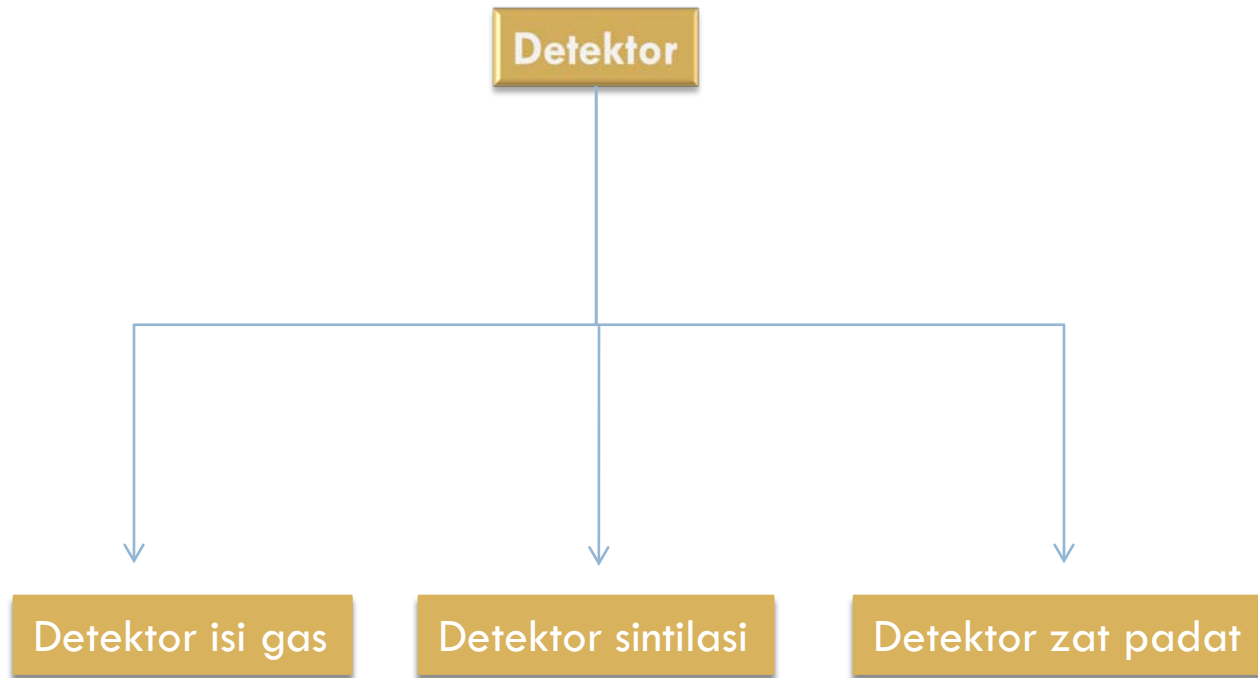 Detektor
Detektor isi gas
Detektor sintilasi
Detektor zat padat